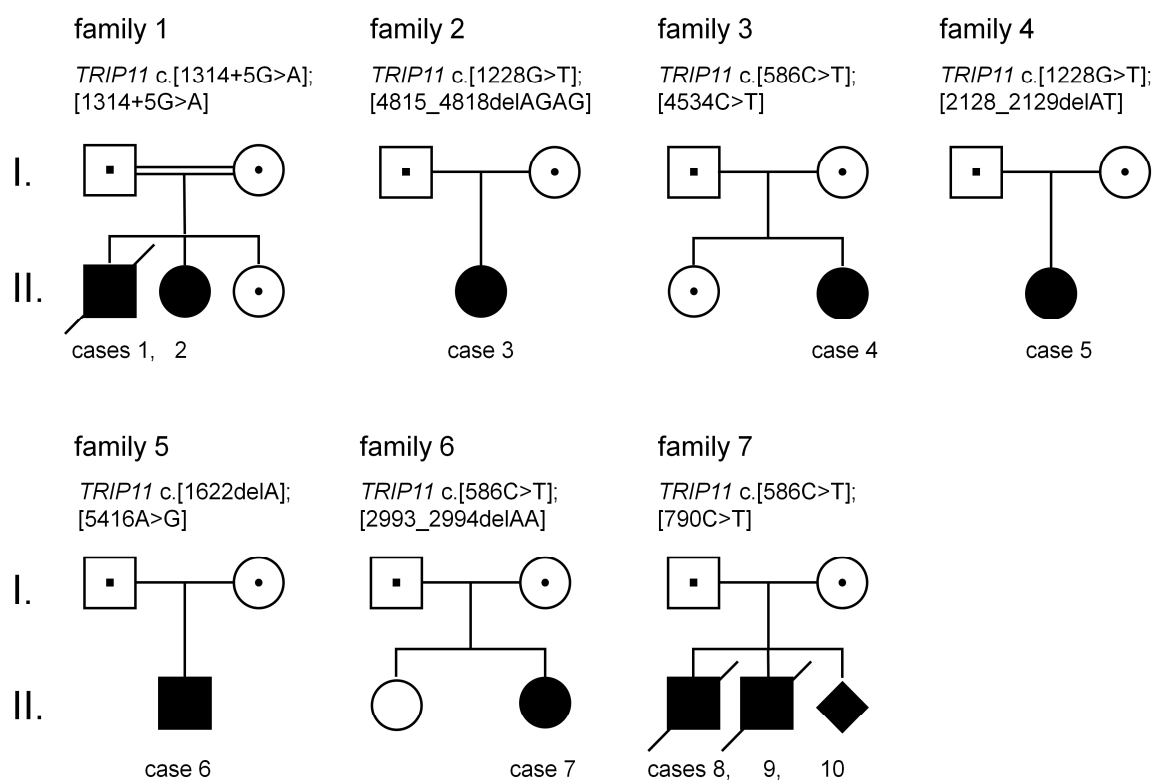 family 1
TRIP11 c.[1314+5G>A];
[1314+5G>A]
family 2
TRIP11 c.[1228G>T];
[4815_4818delAGAG]
family 3
TRIP11 c.[586C>T];
[4534C>T]
family 4
TRIP11 c.[1228G>T];
[2128_2129delAT]
I.
II.
cases 1, 2
case 3
case 4
case 5
family 5
TRIP11 c.[1622delA];
[5416A>G]
family 6
TRIP11 c.[586C>T];
[2993_2994delAA]
family 7
TRIP11 c.[586C>T];
[790C>T]
I.
II.
case 6
case 7
cases 8, 9, 10